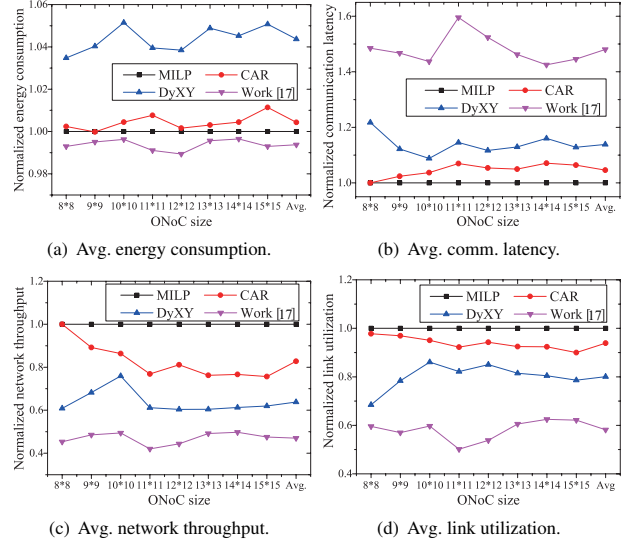 Normalized energy consumption
1.06
1.04
1.02
1.00
0.98
MILP
CAR
DyXY
Work [17]
8*8 9*9 10*10 11*11 12*12 13*13 14*14 15*15 Avg.
ONoC size
(a) Avg. energy consumption.
Normalized communication latency
1.6
1.4
1.2
1.0
MILP
CAR
DyXY
Work [17]
8*8 9*9 10*10 11*11 12*12 13*13 14*14 15*15 Avg.
ONoC size
(b) Avg. comm. latency.
Normalized network throughput
1.2
1.0
0.8
0.6
0.4
MILP
CAR
DyXY
Work [17]
8*8 9*9 10*10 11*11 12*12 13*13 14*14 15*15 Avg.
ONoC size
(c) Avg. network throughput.
Normalized link utilization
1.2
1.0
0.8
0.6
0.4
MILP
CAR
DyXY
Work [17]
8*8 9*9 10*10 11*11 12*12 13*13 14*14 15*15 Avg.
ONoC size
(d) Avg. link utilization.